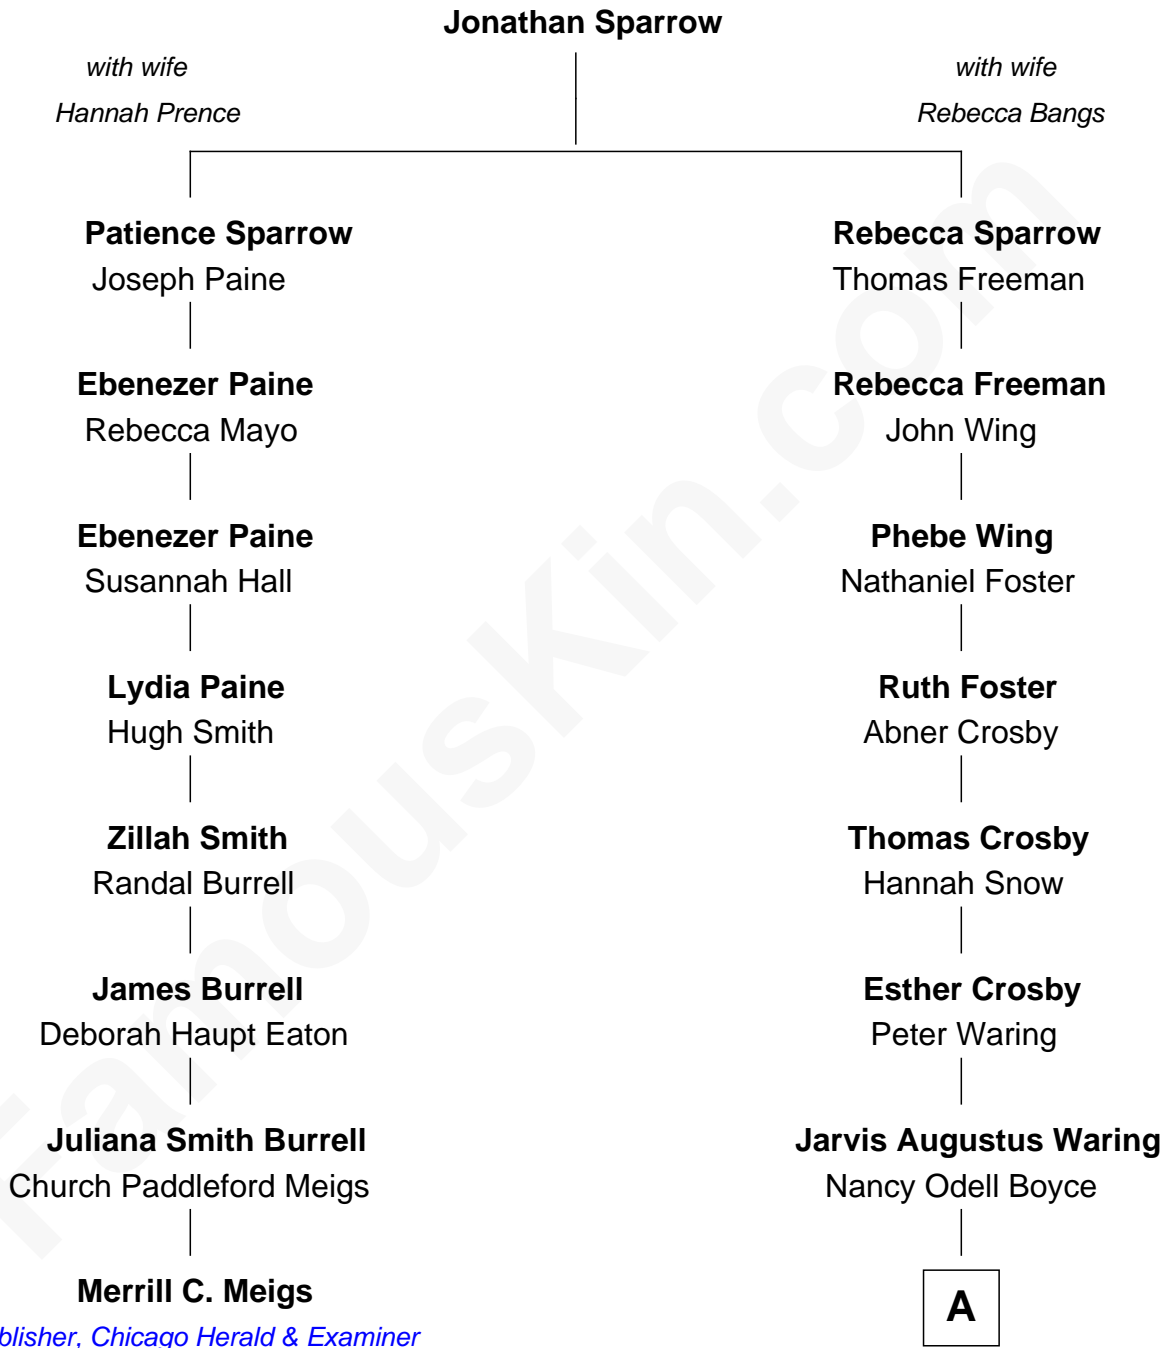 Jonathan Sparrow
with wife
Hannah Prence
with wife
Rebecca Bangs
Patience Sparrow
Joseph Paine
Rebecca Sparrow
Thomas Freeman
Ebenezer Paine
Rebecca Mayo
Rebecca Freeman
John Wing
Ebenezer Paine
Susannah Hall
Phebe Wing
Nathaniel Foster
Lydia Paine
Hugh Smith
Ruth Foster
Abner Crosby
Zillah Smith
Randal Burrell
Thomas Crosby
Hannah Snow
James Burrell
Deborah Haupt Eaton
Esther Crosby
Peter Waring
Juliana Smith Burrell
Church Paddleford Meigs
Jarvis Augustus Waring
Nancy Odell Boyce
Merrill C. Meigs
blisher, Chicago Herald & Examiner
A
FamousKin.com